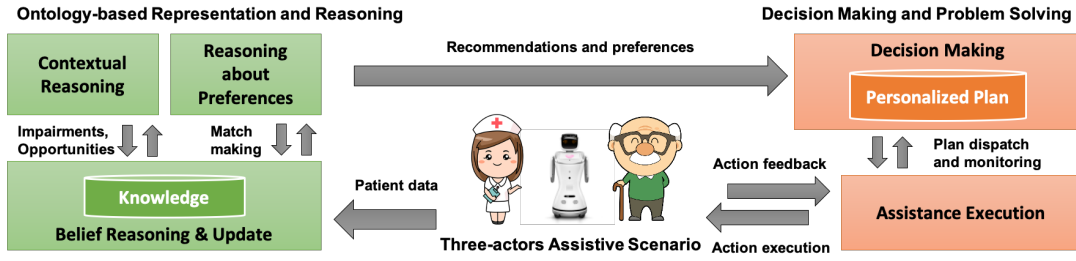 Ontology-based Representation and Reasoning
Decision Making and Problem Solving
Contextual
Reasoning
Reasoning
about
Preferences
Recommendations and preferences
Decision Making
Personalized Plan
Impairments,
Opportunities
Match
making
Plan dispatch
and monitoring
Knowledge
Belief Reasoning & Update
Patient data
Three-actors Assistive Scenario
Action feedback
Action execution
Assistance Execution